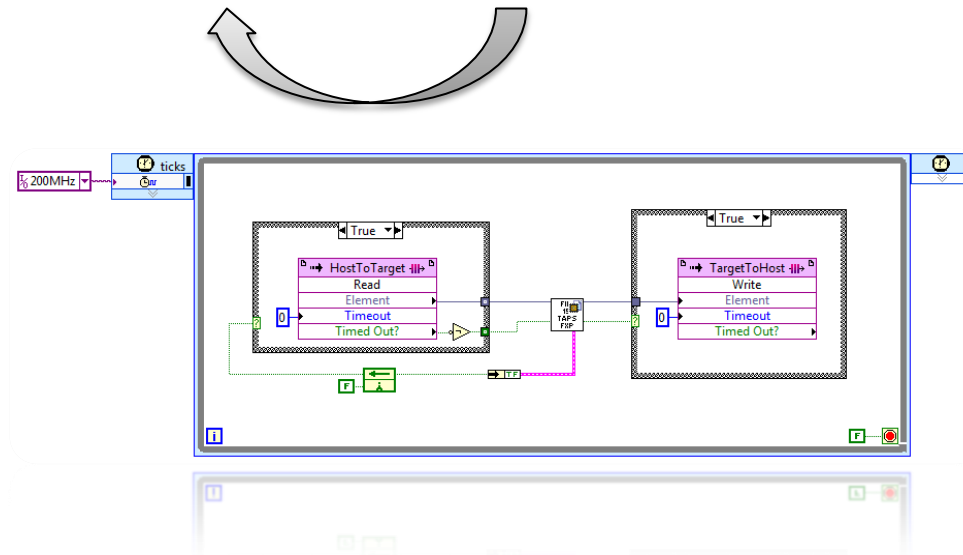 ticks
200MHz
True
True
HostToTarget
Read
Element
0
Timeout
Timed Out?
TargetToHost
Write
Element
0
Timeout
Timed Out?
TAPS
FXP
TF
F
i
F